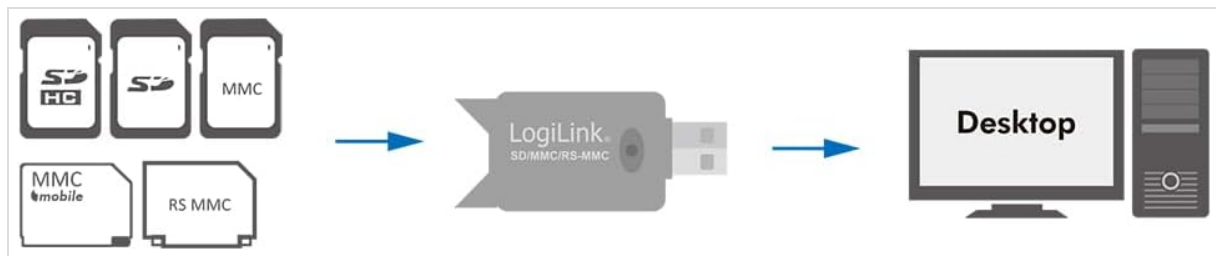 SD
HC
SD
MMC
MMC
mobile
RS MMC
LogiLink®
SD/MMC/RS-MMC
Desktop